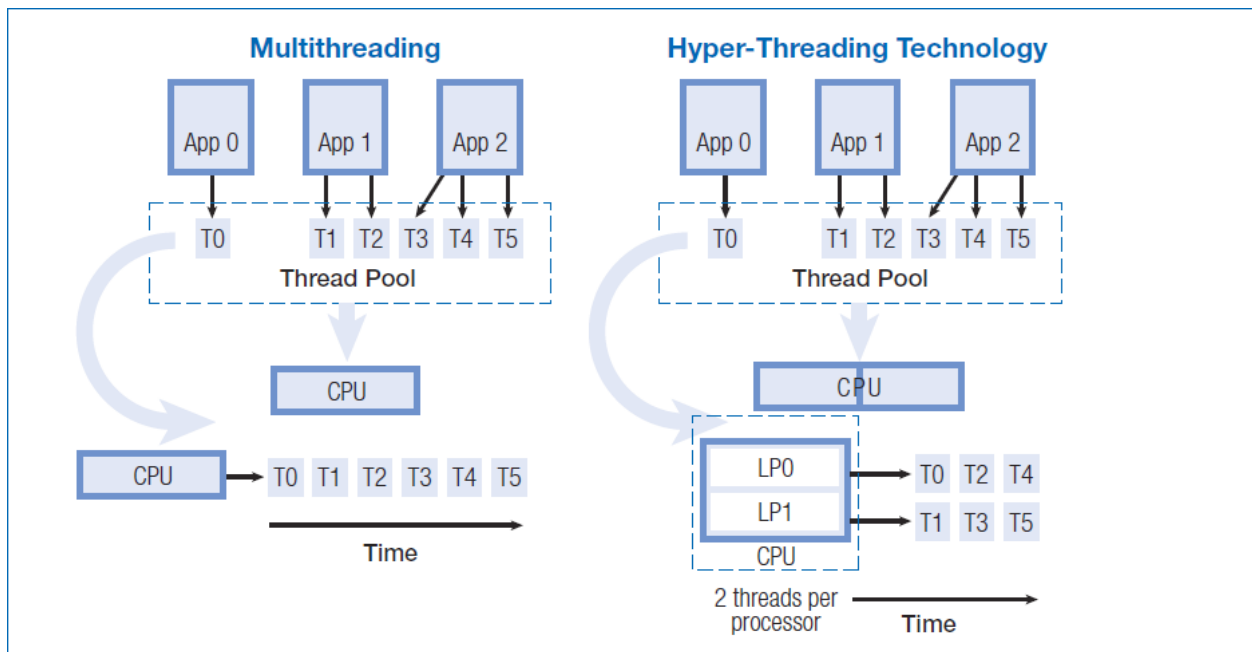 Multithreading
App 0 App 1 App 2
T0 T1 T2 T3 T4 T5
Thread Pool
CPU
CPU T0 T1 T2 T3 T4 T5
Time
Hyper-Threading Technology
App 0 App 1 App 2
T0 T1 T2 T3 T4 T5
Thread Pool
CPU
LP0 T0 T2 T4
LP1 T1 T3 T5
CPU
2 threads per
processor
Time